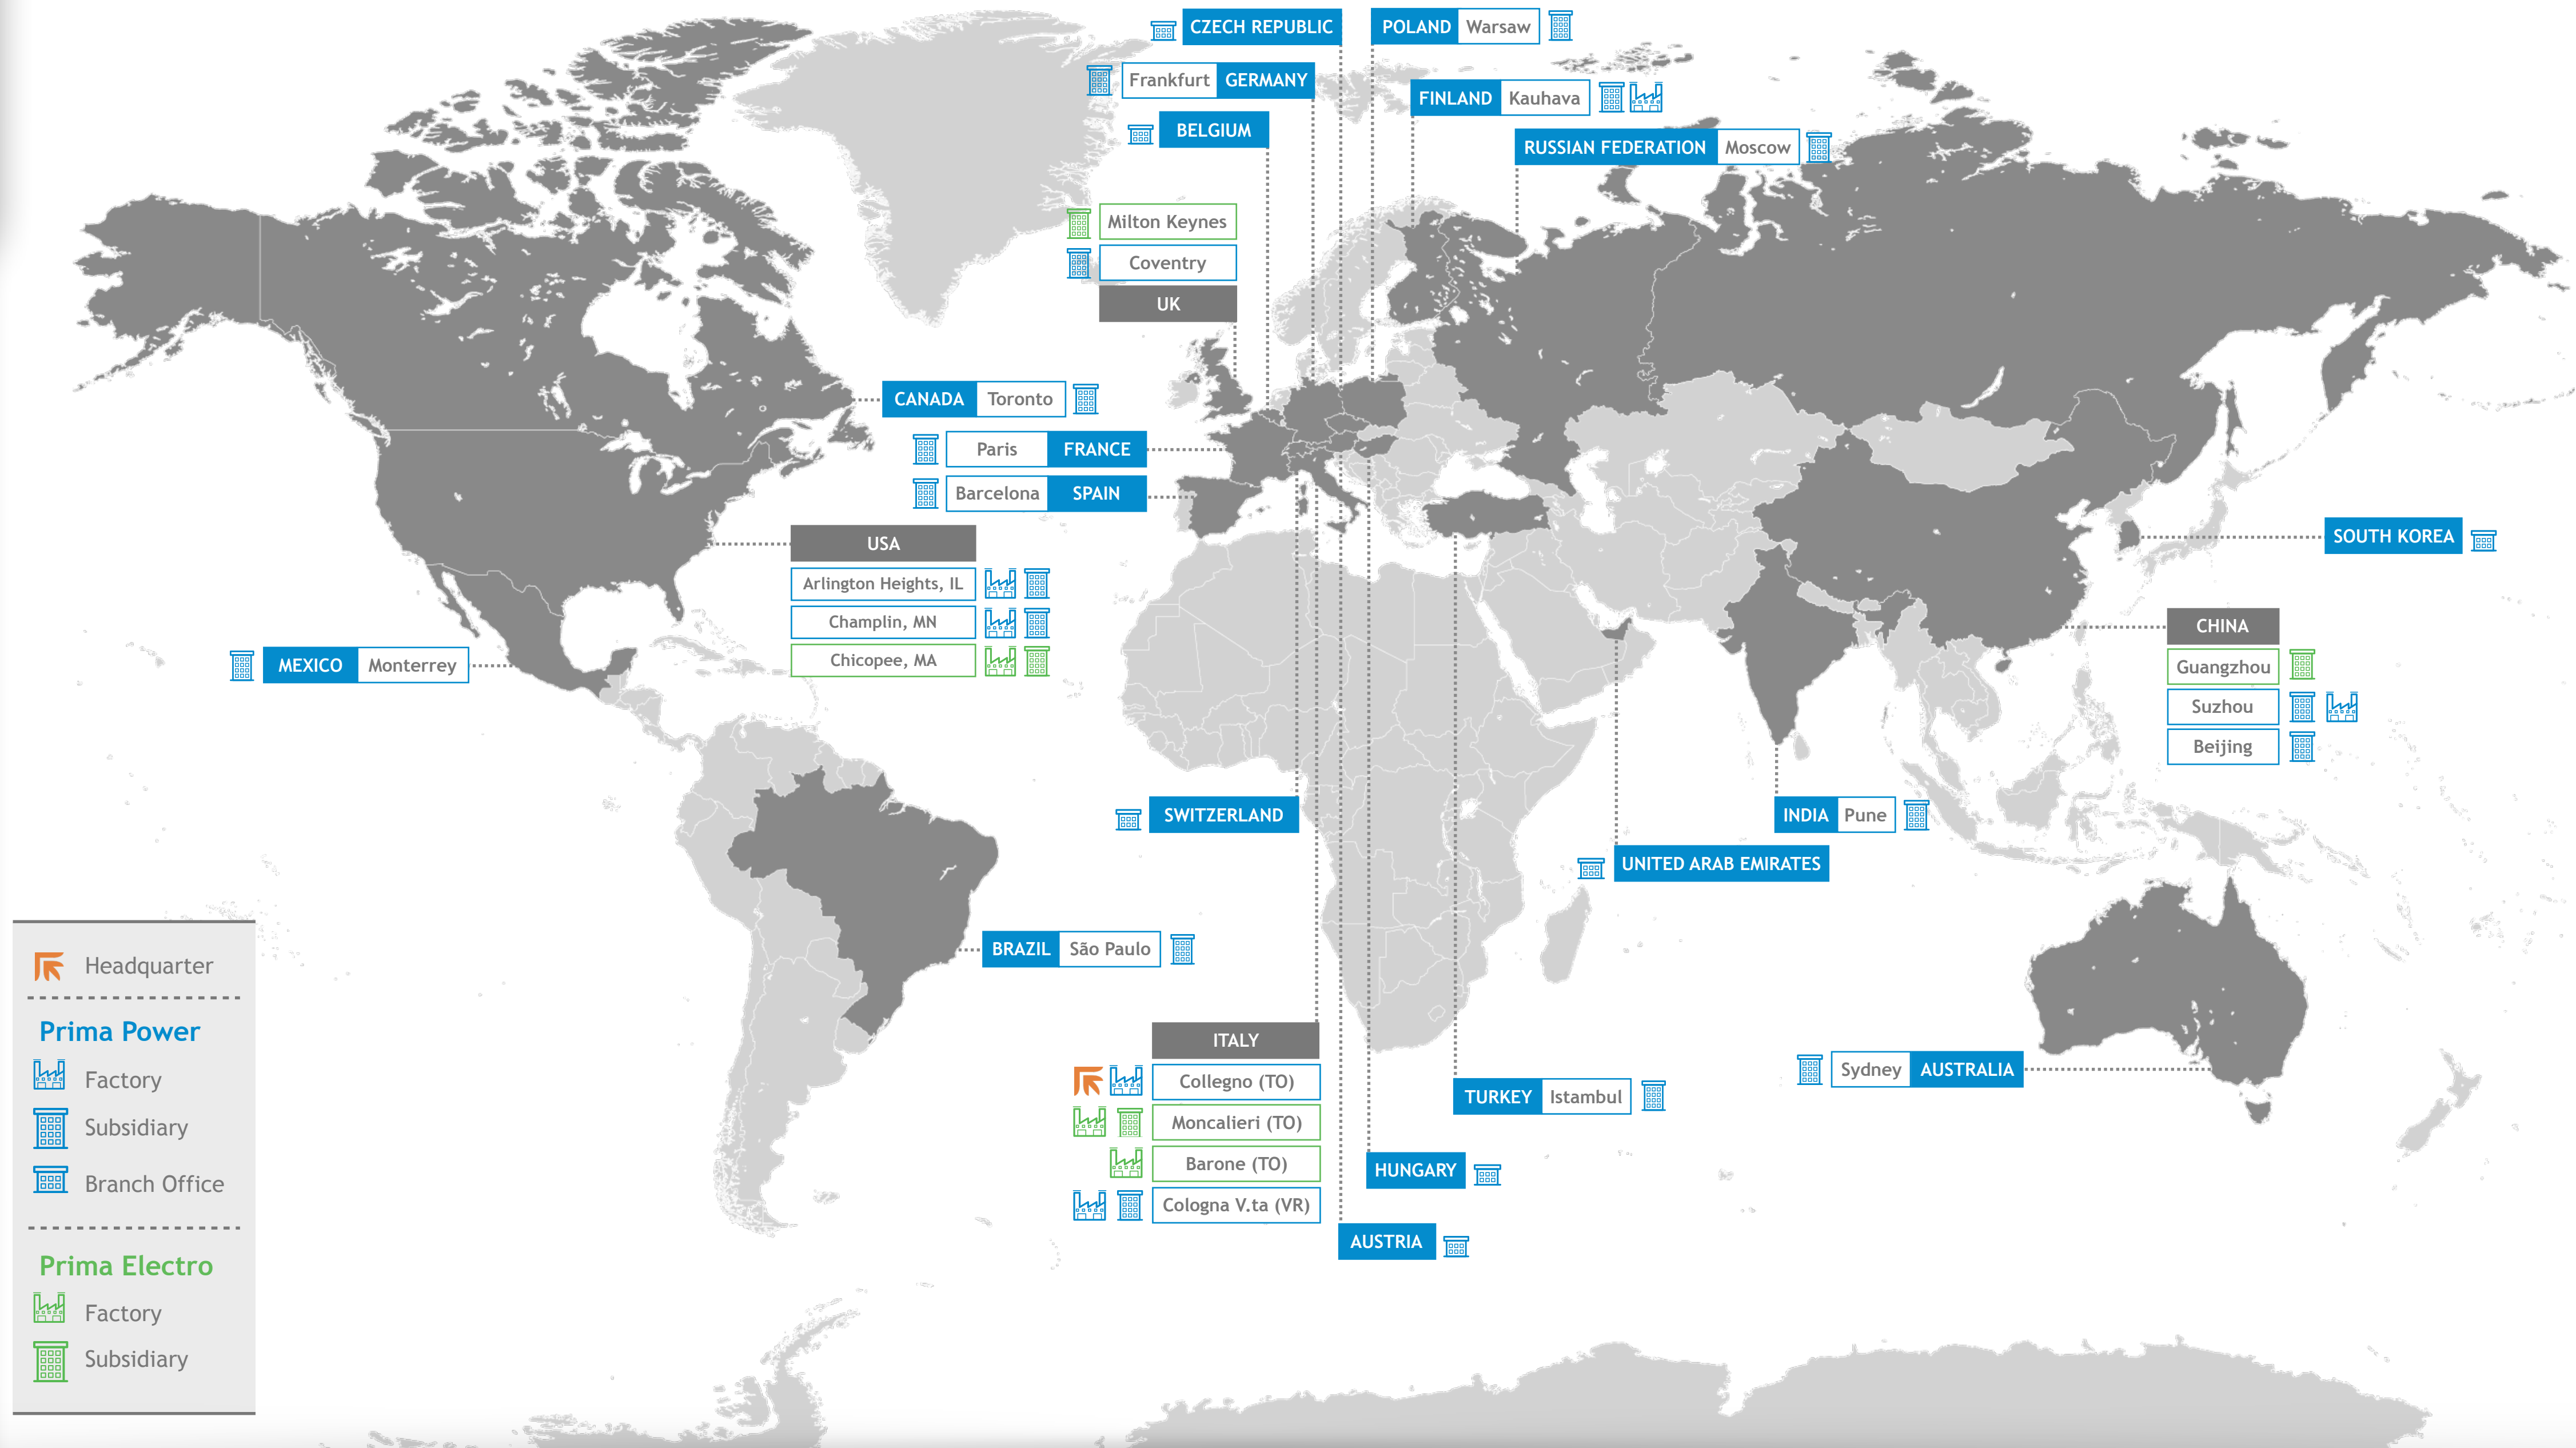 CZECH REPUBLIC
POLAND Warsaw
Frankfurt GERMANY
FINLAND Kauhava
BELGIUM
RUSSIAN FEDERATION Moscow
Milton Keynes
Coventry
UK
CANADA Toronto
Paris FRANCE
Barcelona SPAIN
USA
Arlington Heights, IL
Champlin, MN
Chicopee, MA
SOUTH KOREA
MEXICO Monterrey
CHINA
Guangzhou
Suzhou
Beijing
SWITZERLAND
INDIA Pune
UNITED ARAB EMIRATES
BRAZIL São Paulo
ITALY
Collegno (TO)
Moncalieri (TO)
Barone (TO)
Cologna V.ta (VR)
Sydney AUSTRALIA
TURKEY Istambul
HUNGARY
AUSTRIA
Headquarter
Prima Power
Factory
Subsidiary
Branch Office
Prima Electro
Factory
Subsidiary